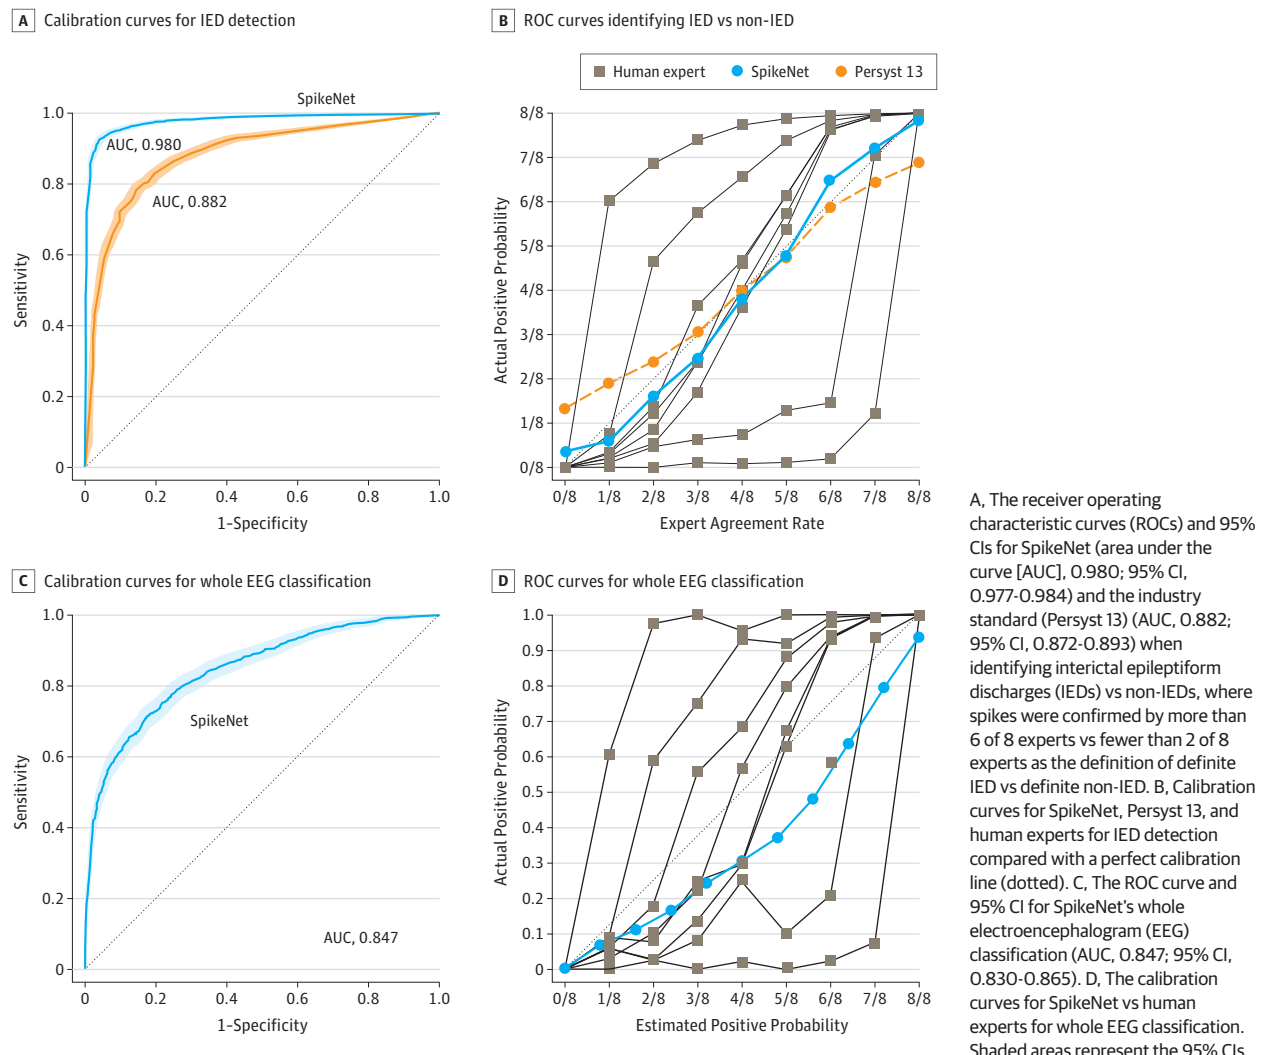 A Calibration curves for IED detection
SpikeNet
AUC, 0.980
AUC, 0.882
1.0
0.8
0.6
0.4
0.2
0
Sensitivity
0 0.2 0.4 0.6 0.8 1.0
1-Specificity
B ROC curves identifying IED vs non-IED
Human expert SpikeNet Persyst 13
8/8
7/8
6/8
5/8
4/8
3/8
2/8
1/8
0/8
Actual Positive Probability
0/8 1/8 2/8 3/8 4/8 5/8 6/8 7/8 8/8
Expert Agreement Rate
C Calibration curves for whole EEG classification
1.0
0.8
0.6
0.4
0.2
0
Sensitivity
SpikeNet
AUC, 0.847
0 0.2 0.4 0.6 0.8 1.0
1-Specificity
D ROC curves for whole EEG classification
1.0
0.9
0.8
0.7
0.6
0.5
0.4
0.3
0.2
0.1
0
Actual Positive Probability
0/8 1/8 2/8 3/8 4/8 5/8 6/8 7/8 8/8
Estimated Positive Probability
A, The receiver operating
characteristic curves (ROCs) and 95%
CIs for SpikeNet (area under the
curve [AUC], 0.980; 95% CI,
0.977-0.984) and the industry
standard (Persyst 13) (AUC, 0.882;
95% CI, 0.872-0.893) when
identifying interictal epileptiform
discharges (IEDs) vs non-IEDs, where
spikes were confirmed by more than
6 of 8 experts vs fewer than 2 of 8
experts as the definition of definite
IED vs definite non-IED. B, Calibration
curves for SpikeNet, Persyst 13, and
human experts for IED detection
compared with a perfect calibration
line (dotted). C, The ROC curve and
95% CI for SpikeNet's whole
electroencephalogram (EEG)
classification (AUC, 0.847; 95% CI,
0.830-0.865). D, The calibration
curves for SpikeNet vs human
experts for whole EEG classification.
Shaded areas represent the 95% CIs